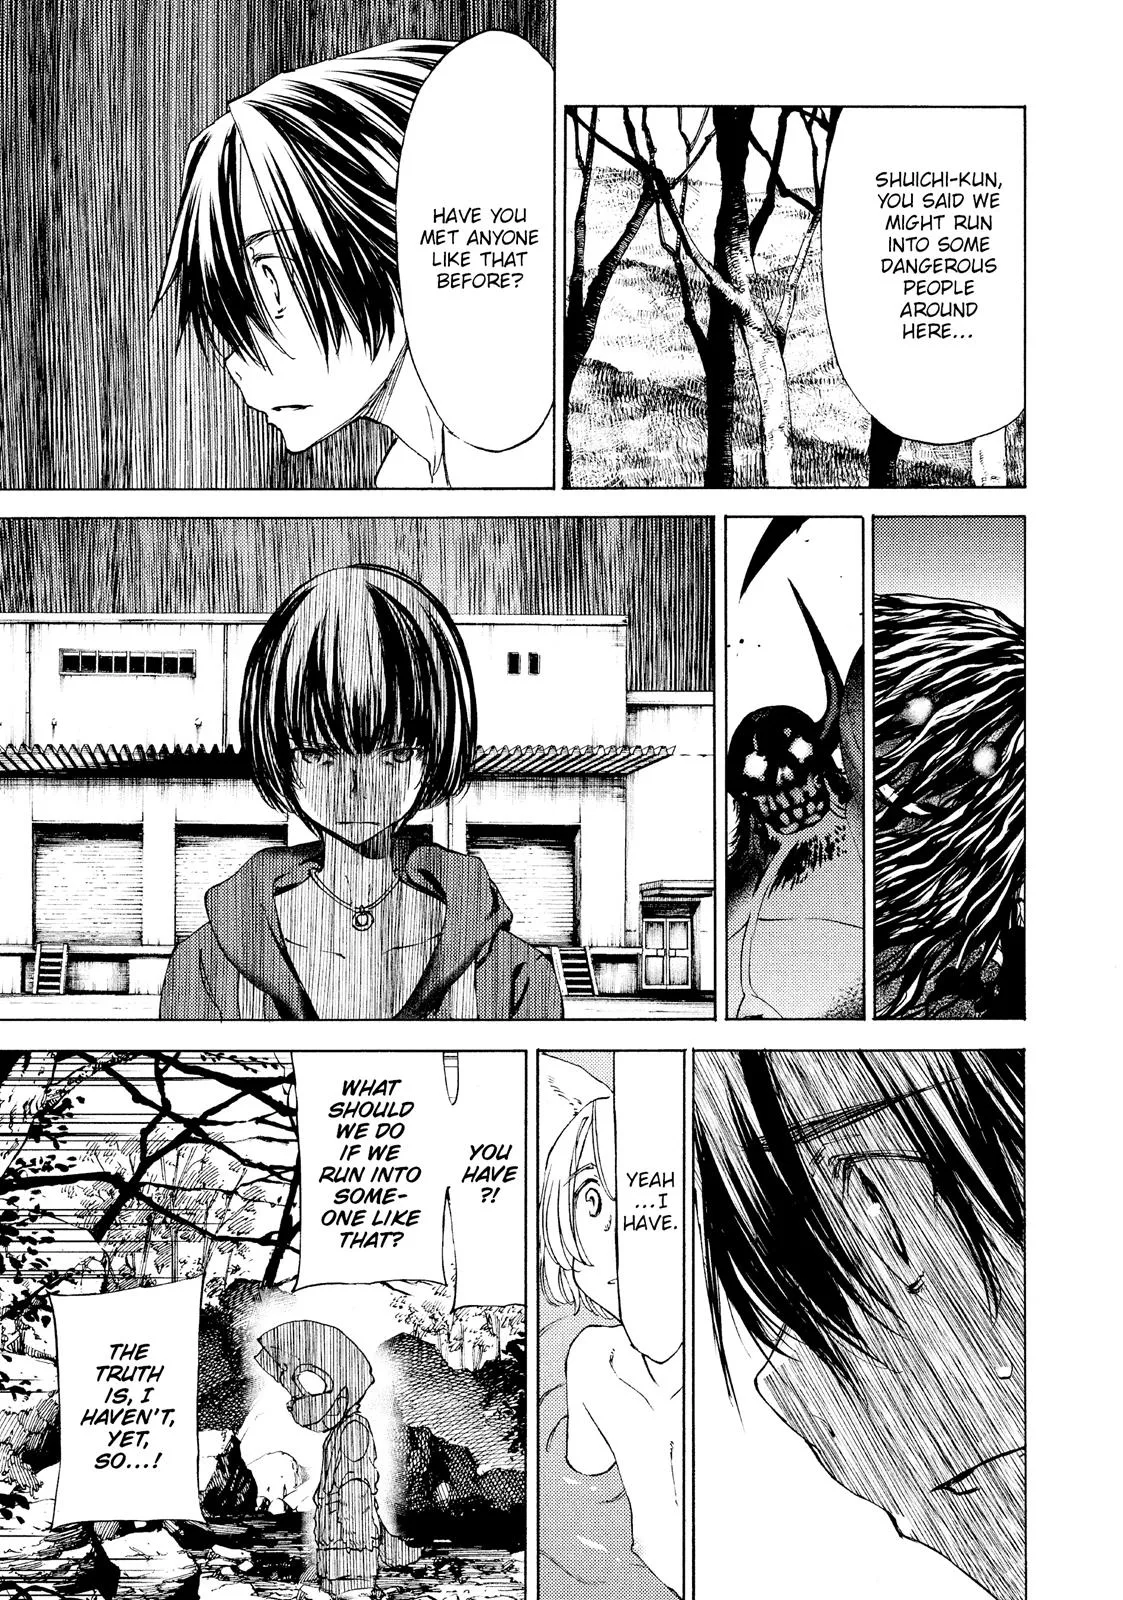 SHUICHI-KUN,
YOU SAID WE
MIGHT RUN
INTO SOME
DANGEROUS
PEOPLE
AROUND
HERE...
HAVE YOU
MET ANYONE
LIKE THAT
BEFORE?
YEAH
...I
HAVE.
YOU
HAVE
?!
WHAT
SHOULD
WE DO
IF WE
RUN INTO
SOME-
ONE LIKE
THAT?
THE
TRUTH
IS, I
HAVEN'T,
YET,
SO...!